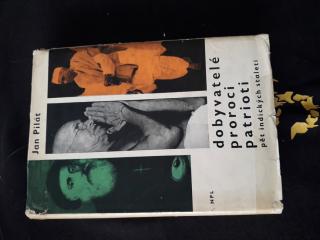 Jan Pilát
dobyvatelé
proroci
patrioti
pět indických století
NPL